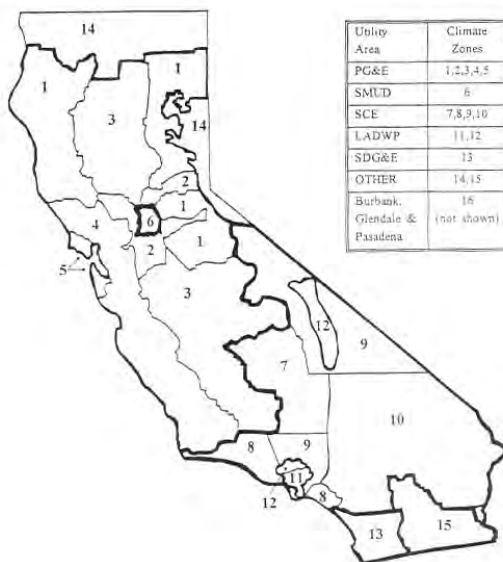 Utility Climate
Area Zones
PG&E 1,2,3,4,5
SMUD 6
SCE 7,8,9,10
LADWP 11,12
SDG&E 13
OTHER 14,15
Burbank, 16
Glendale & (not shown)
Pasadena
14
1
1
3
14
2
1
6
4
2
1
5
3
12
9
7
10
8
9
11
12
8
13
15